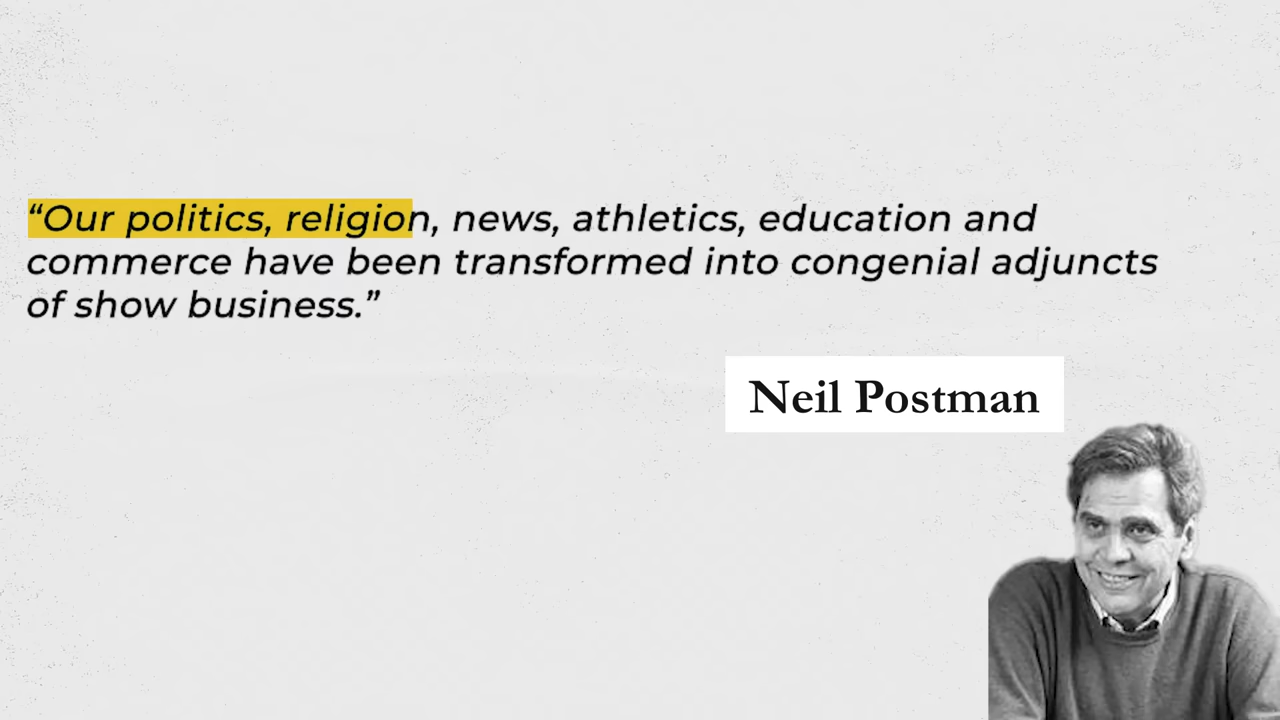 “Our politics, religion, news, athletics, education and
commerce have been transformed into congenial adjuncts
of show business.”
Neil Postman